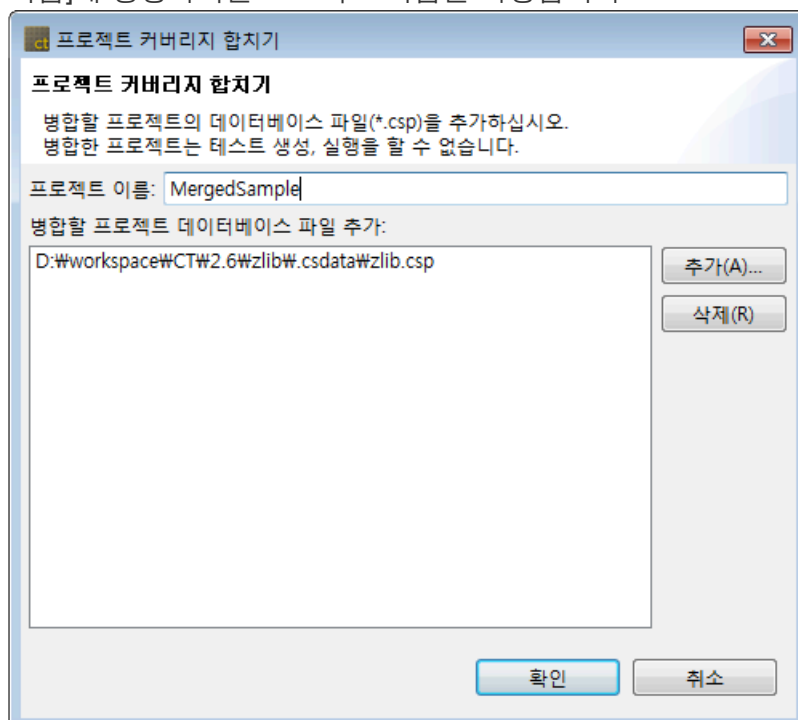 ct 프로젝트 커버리지 합치기
프로젝트 커버리지 합치기
병합할 프로젝트의 데이터베이스 파일(*.csp)을 추가하십시오.
병합한 프로젝트는 테스트 생성, 실행을 할 수 없습니다.
프로젝트 이름: MergedSample
병합할 프로젝트 데이터베이스 파일 추가:
D:₩workspace₩CT₩2.6₩zlib₩.csdata₩zlib.csp
추가(A)...
삭제(R)
확인 취소